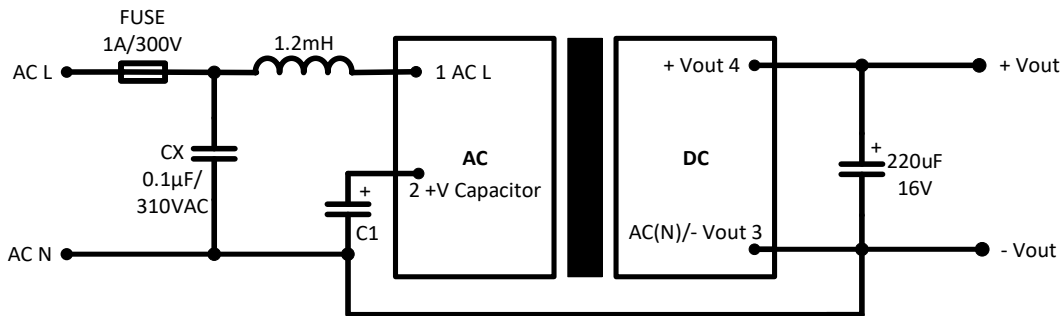 FUSE
1A/300V
1.2mH
AC L
1 AC L
+ Vout 4
+ Vout
CX
0.1µF/
310VAC
AC
DC
+
220uF
16V
2 +V Capacitor
+
C1
AC(N)/- Vout 3
AC N
- Vout